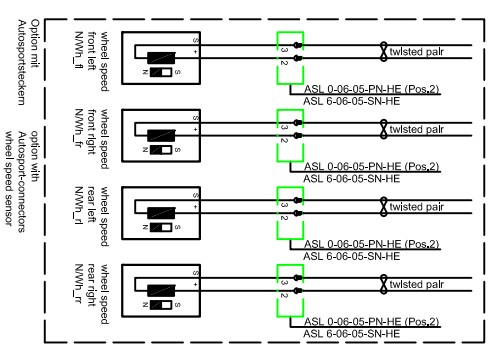 Option mit
Autosportsteckern
option with
Autosport-connectors
wheel speed sensor
wheel speed
front left
N/Wh_fl
S
+
N S
3
2
twisted pair
ASL 0-06-05-PN-HE (Pos.2)
ASL 6-06-05-SN-HE
wheel speed
front right
N/Wh_fr
S
+
N S
3
2
twisted pair
ASL 0-06-05-PN-HE (Pos.2)
ASL 6-06-05-SN-HE
wheel speed
rear left
N/Wh_rl
S
+
N S
3
2
twisted pair
ASL 0-06-05-PN-HE (Pos.2)
ASL 6-06-05-SN-HE
wheel speed
rear right
N/Wh_rr
S
+
N S
3
2
twisted pair
ASL 0-06-05-PN-HE (Pos.2)
ASL 6-06-05-SN-HE